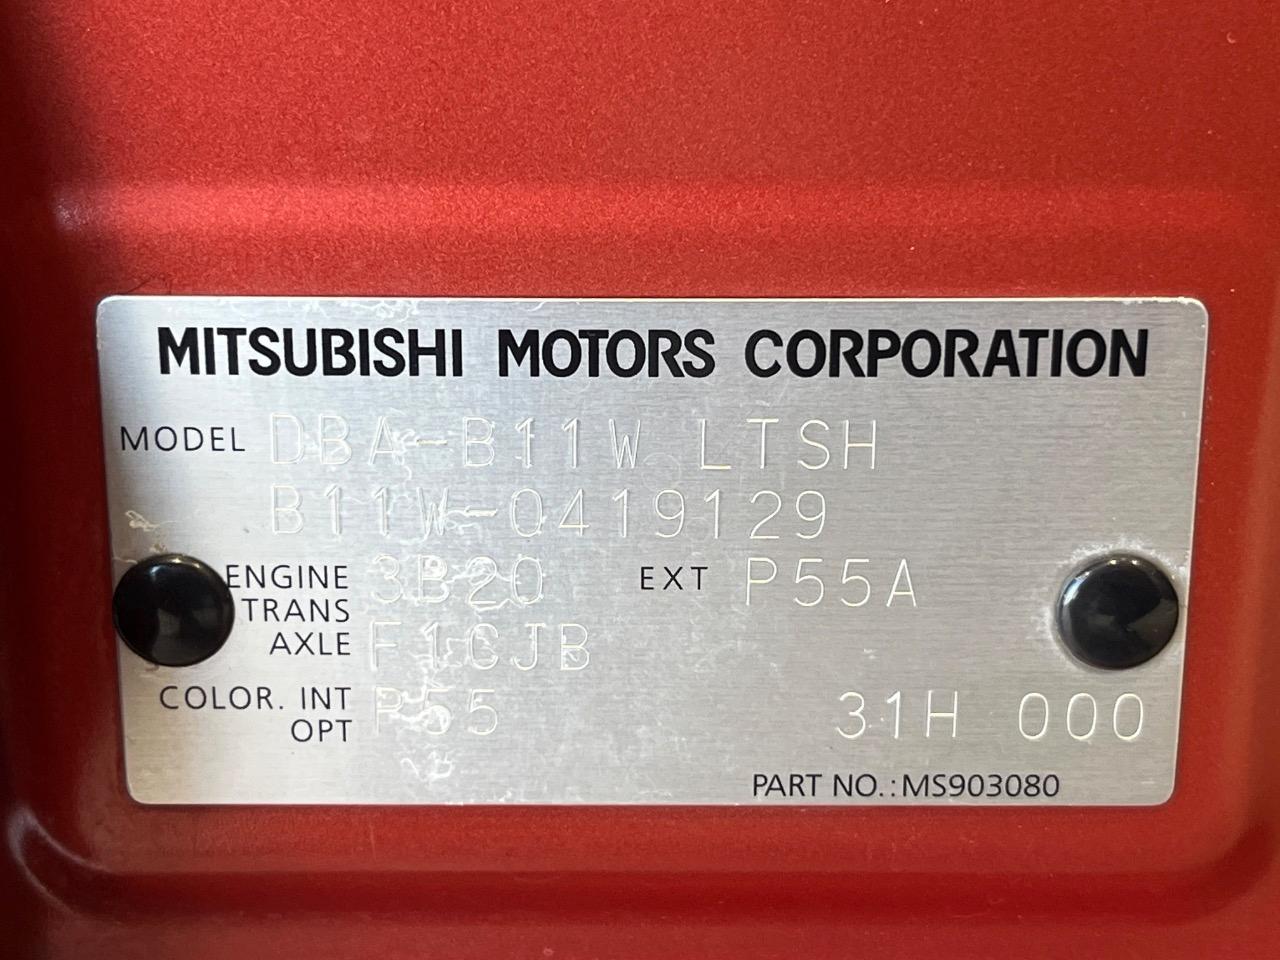 MITSUBISHI MOTORS CORPORATION
MODEL DBA-B11W LTSH
B11W-0419129
ENGINE 3B20 EXT P55A
TRANS
AXLE F1CJB
COLOR. INT P55 31H 000
OPT
PART NO.:MS903080